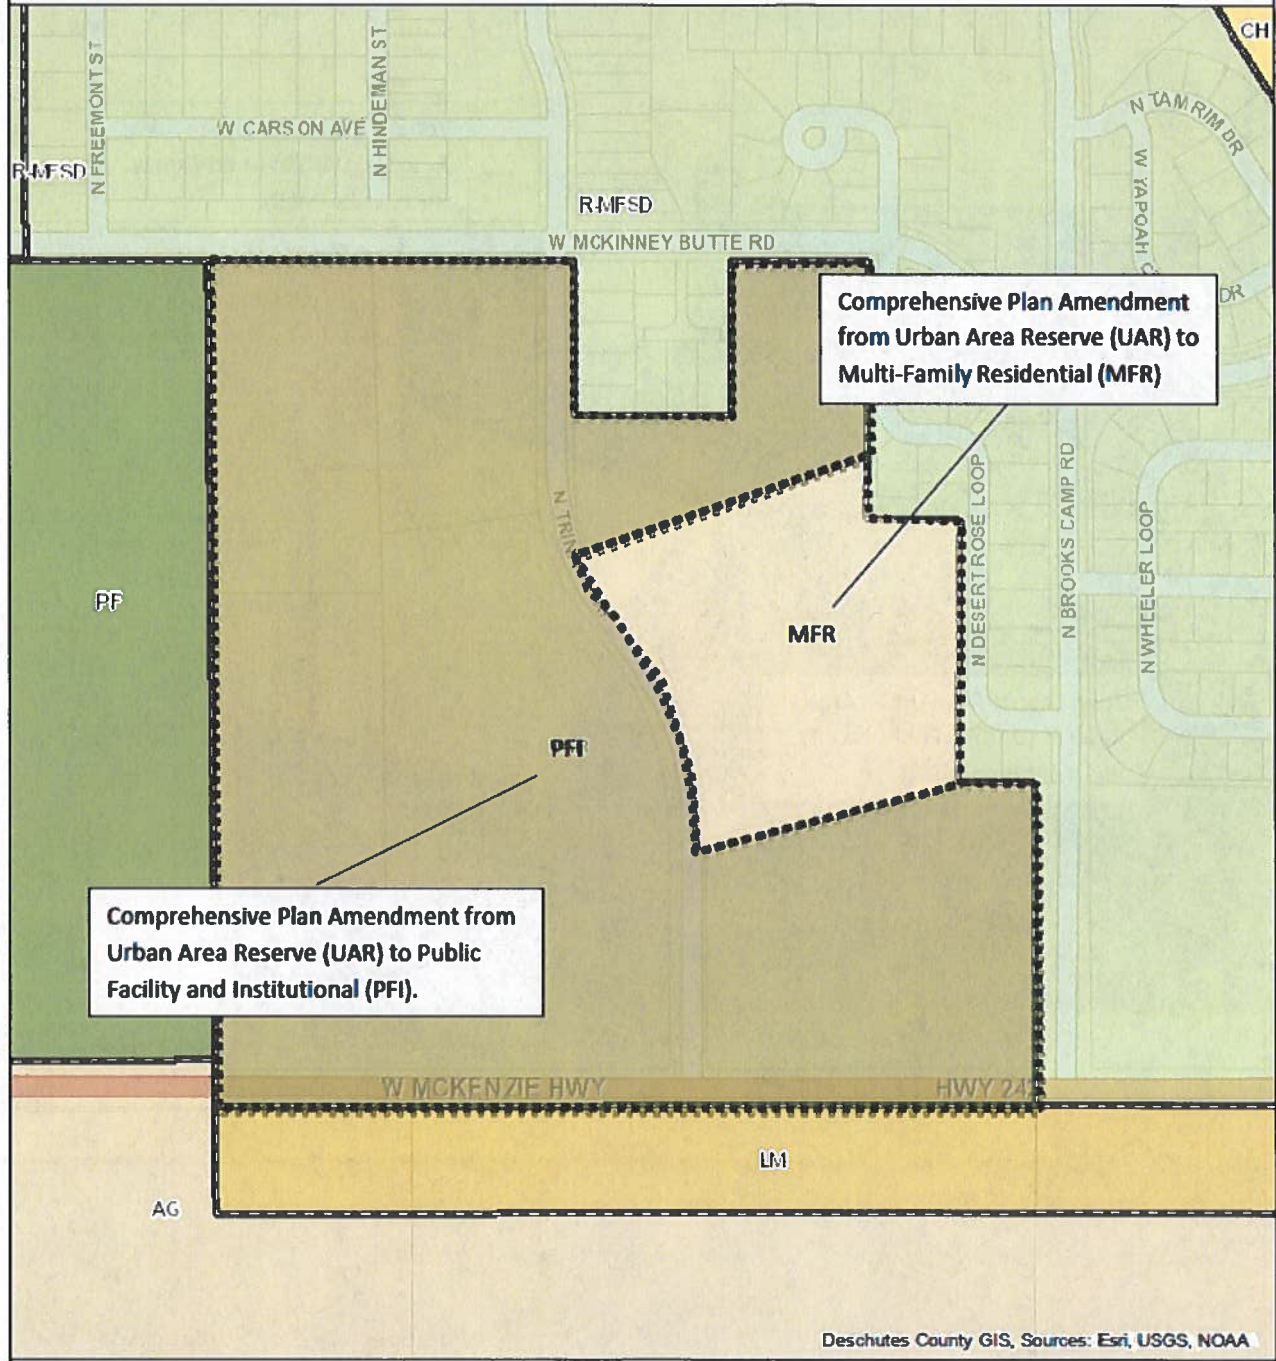 CH
N TAMRIM DR
N FREEMONT ST
N HINDEMAN ST
W CARSON AVE
W YAPOAH
R-MFSD
R-MFSD
W MCKINNEY BUTTE RD
DR
Comprehensive Plan Amendment
from Urban Area Reserve (UAR) to
Multi-Family Residential (MFR)
N DESERT ROSE LOOP
N BROOKS CAMP RD
N WHEELER LOOP
PF
MFR
Comprehensive Plan Amendment from
Urban Area Reserve (UAR) to Public
Facility and Institutional (PFI).
W MCKENZIE HWY
HWY 242
LM
AG
Deschutes County GIS, Sources: Esri, USGS, NOAA